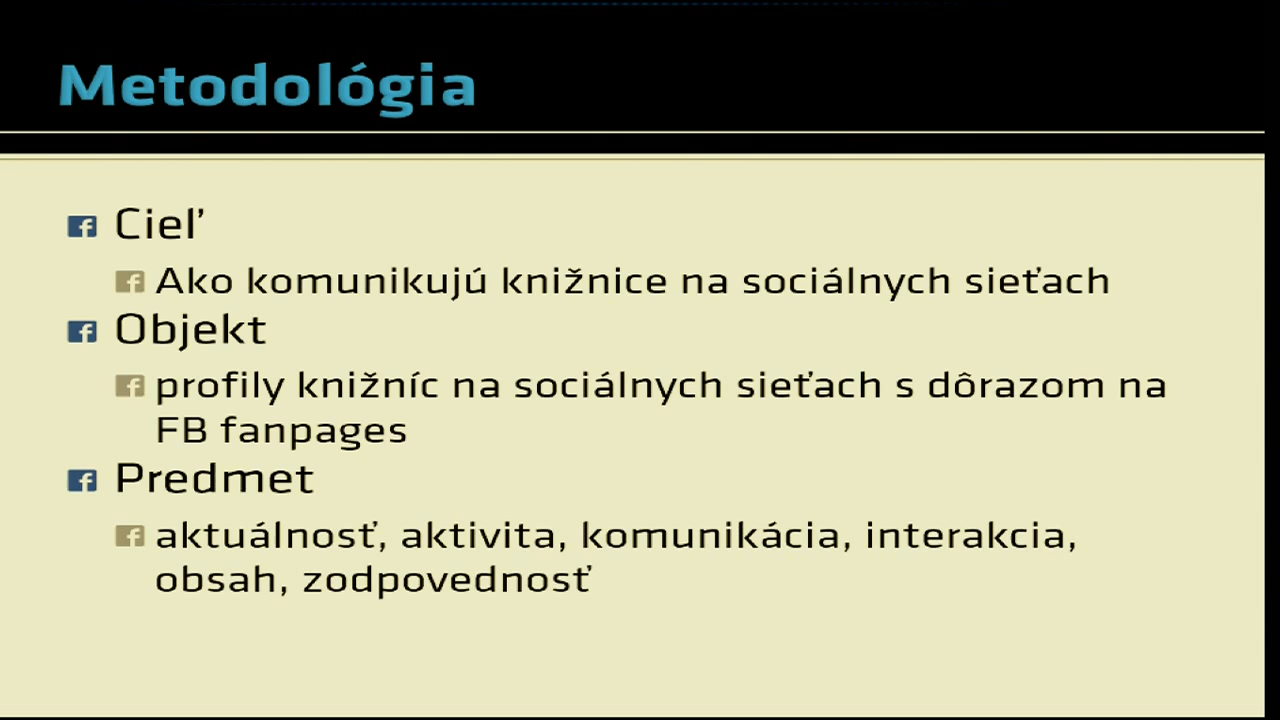 Metodológia
Cieľ
Ako komunikujú knižnice na sociálnych sieťach
Objekt
profily knižníc na sociálnych sieťach s dôrazom na
FB fanpages
Predmet
aktuálnosť, aktivita, komunikácia, interakcia,
obsah, zodpovednosť